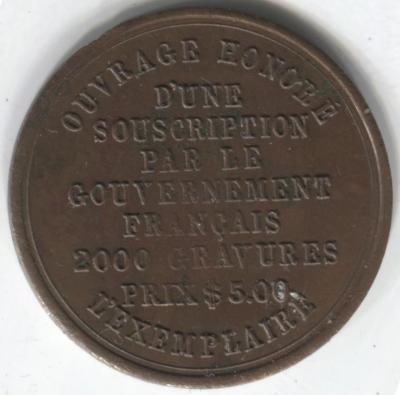 OUVRAGE HONORÉ
D'UNE
SOUSCRIPTION
PAR LE
GOUVERNEMENT
FRANÇAIS
2000 GRAVURES
PRIX $5.00
L'EXEMPLAIRE